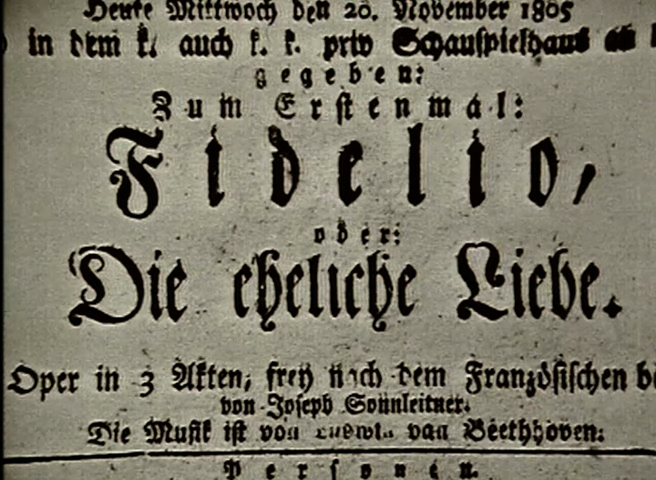 Heute Mittwoch den 20. November 1805
in dem k. auch k. k. priv Schauspielhaus
gegeben:
Zum Erstenmal:
Fidelio,
oder:
Die eheliche Liebe.
Oper in 3 Akten, frey nach dem Französischen
von Joseph Sonnleitner.
Die Musik ist von Ludwig van Beethhoven.
Personen.